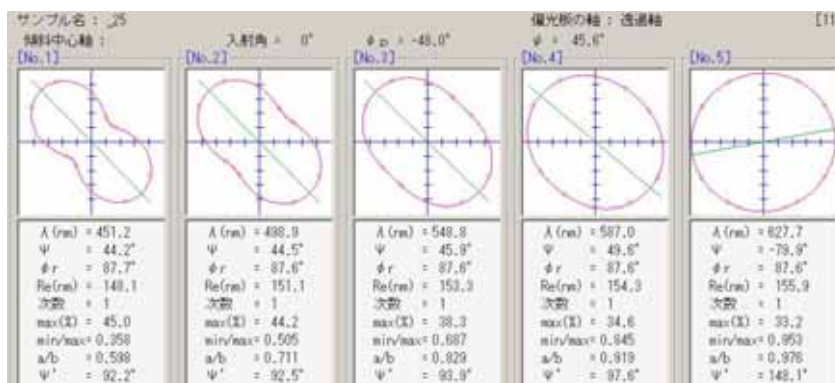 サンプル名： _25
偏光板の軸： 透過軸
[11
傾斜中心軸：
入射角 = 0°
φp = -48.0°
φ = 45.6°
[No.1]
[No.2]
[No.3]
[No.4]
[No.5]
λ(nm) = 451.2
Ψ = 44.2°
φr = 87.7°
Re(nm) = 148.1
次数 = 1
max(%) = 45.0
min/max= 0.358
a/b = 0.598
Ψ' = 92.2°
λ(nm) = 498.9
Ψ = 44.5°
φr = 87.6°
Re(nm) = 151.1
次数 = 1
max(%) = 44.2
min/max= 0.505
a/b = 0.711
Ψ' = 92.5°
λ(nm) = 548.8
Ψ = 45.9°
φr = 87.6°
Re(nm) = 153.3
次数 = 1
max(%) = 38.3
min/max= 0.687
a/b = 0.829
Ψ' = 93.9°
λ(nm) = 587.0
Ψ = 49.6°
φr = 87.6°
Re(nm) = 154.3
次数 = 1
max(%) = 34.6
min/max= 0.845
a/b = 0.919
Ψ' = 97.6°
λ(nm) = 627.7
Ψ = -79.9°
φr = 87.6°
Re(nm) = 155.9
次数 = 1
max(%) = 33.2
min/max= 0.953
a/b = 0.976
Ψ' = 148.1°